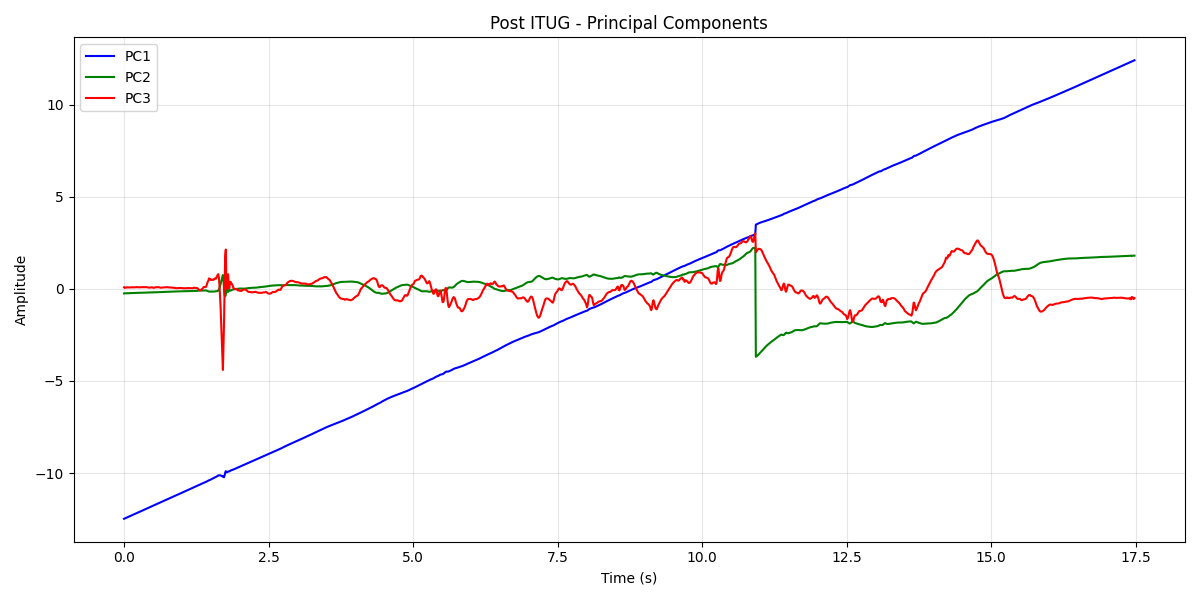 Post ITUG - Principal Components
PC1
PC2
PC3
Amplitude
10
5
0
−5
−10
0.0 2.5 5.0 7.5 10.0 12.5 15.0 17.5
Time (s)